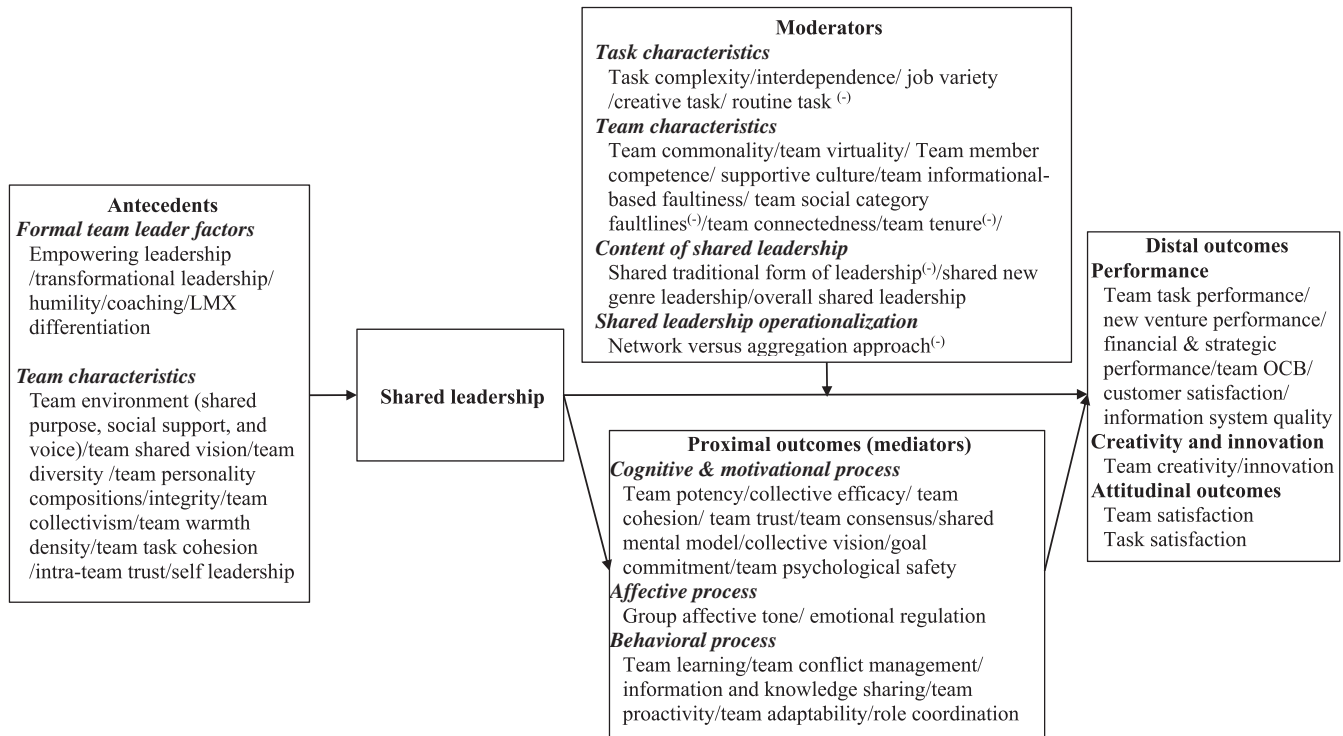 Antecedents
Formal team leader factors
Empowering leadership
/transformational leadership/
humility/coaching/LMX
differentiation
Team characteristics
Team environment (shared
purpose, social support, and
voice)/team shared vision/team
diversity /team personality
compositions/integrity/team
collectivism/team warmth
density/team task cohesion
/intra-team trust/self leadership
Shared leadership
Moderators
Task characteristics
Task complexity/interdependence/ job variety
/creative task/ routine task (-)
Team characteristics
Team commonality/team virtuality/ Team member
competence/ supportive culture/team informational-
based faultiness/ team social category
faultlines(-)/team connectedness/team tenure(-)/
Content of shared leadership
Shared traditional form of leadership(-)/shared new
genre leadership/overall shared leadership
Shared leadership operationalization
Network versus aggregation approach(-)
Proximal outcomes (mediators)
Cognitive & motivational process
Team potency/collective efficacy/ team
cohesion/ team trust/team consensus/shared
mental model/collective vision/goal
commitment/team psychological safety
Affective process
Group affective tone/ emotional regulation
Behavioral process
Team learning/team conflict management/
information and knowledge sharing/team
proactivity/team adaptability/role coordination
Distal outcomes
Performance
Team task performance/
new venture performance/
financial & strategic
performance/team OCB/
customer satisfaction/
information system quality
Creativity and innovation
Team creativity/innovation
Attitudinal outcomes
Team satisfaction
Task satisfaction